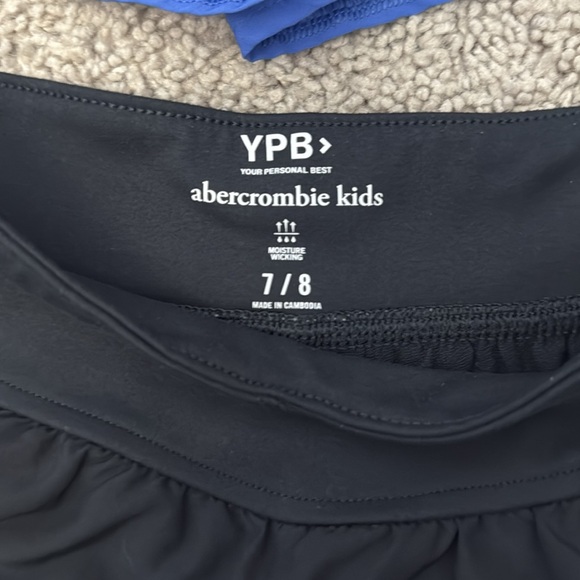 YPB
YOUR PERSONAL BEST
abercrombie kids
MOISTURE
WICKING
7 / 8
MADE IN CAMBODIA